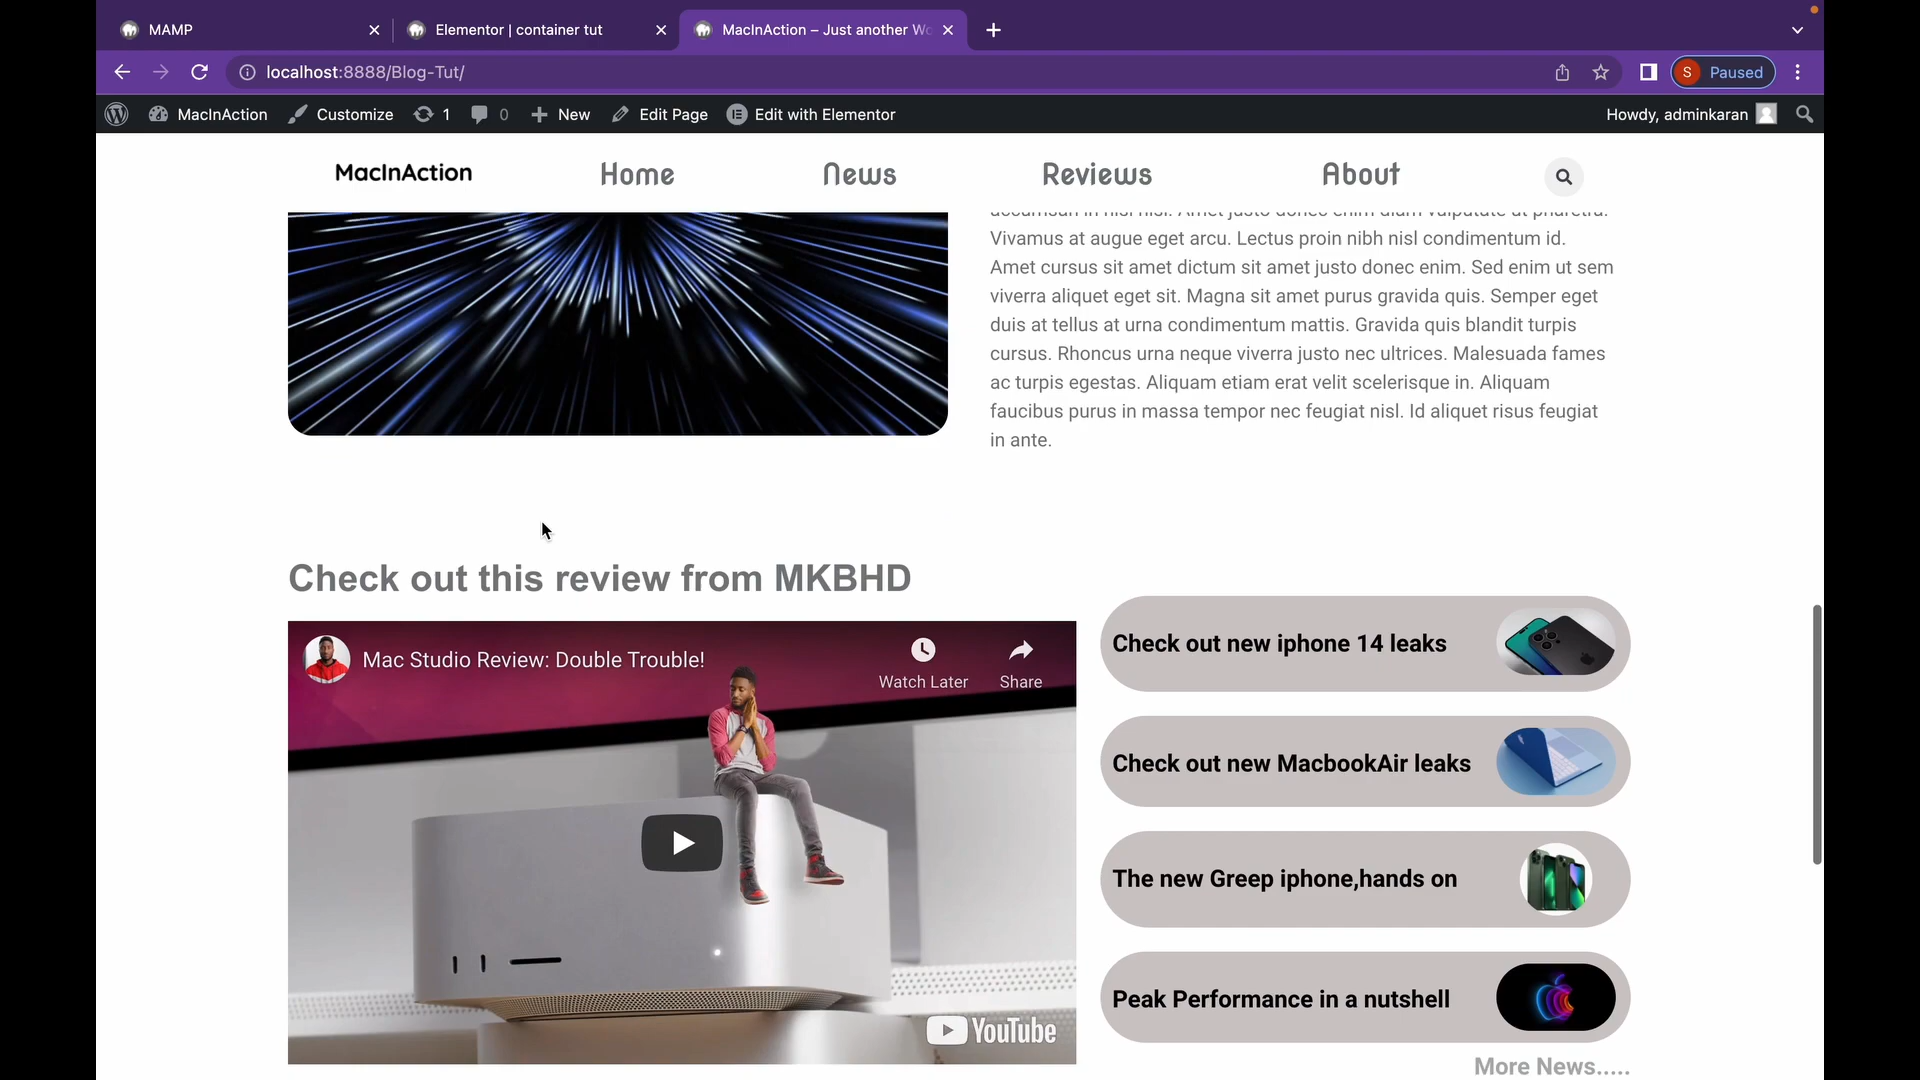 MAMP
Elementor | container tut
MacInAction – Just another Wo
localhost:8888/Blog-Tut/
S Paused
MacInAction
Customize
1
0
New
Edit Page
Edit with Elementor
Howdy, adminkaran
MacInAction
Home
News
Reviews
About
accumsan in nisl nisi. Amet justo donec enim diam vulputate ut pharetra.
Vivamus at augue eget arcu. Lectus proin nibh nisl condimentum id.
Amet cursus sit amet dictum sit amet justo donec enim. Sed enim ut sem
viverra aliquet eget sit. Magna sit amet purus gravida quis. Semper eget
duis at tellus at urna condimentum mattis. Gravida quis blandit turpis
cursus. Rhoncus urna neque viverra justo nec ultrices. Malesuada fames
ac turpis egestas. Aliquam etiam erat velit scelerisque in. Aliquam
faucibus purus in massa tempor nec feugiat nisl. Id aliquet risus feugiat
in ante.
Check out this review from MKBHD
Mac Studio Review: Double Trouble!
Watch Later
Share
YouTube
Check out new iphone 14 leaks
Check out new MacbookAir leaks
The new Greep iphone,hands on
Peak Performance in a nutshell
More News.....